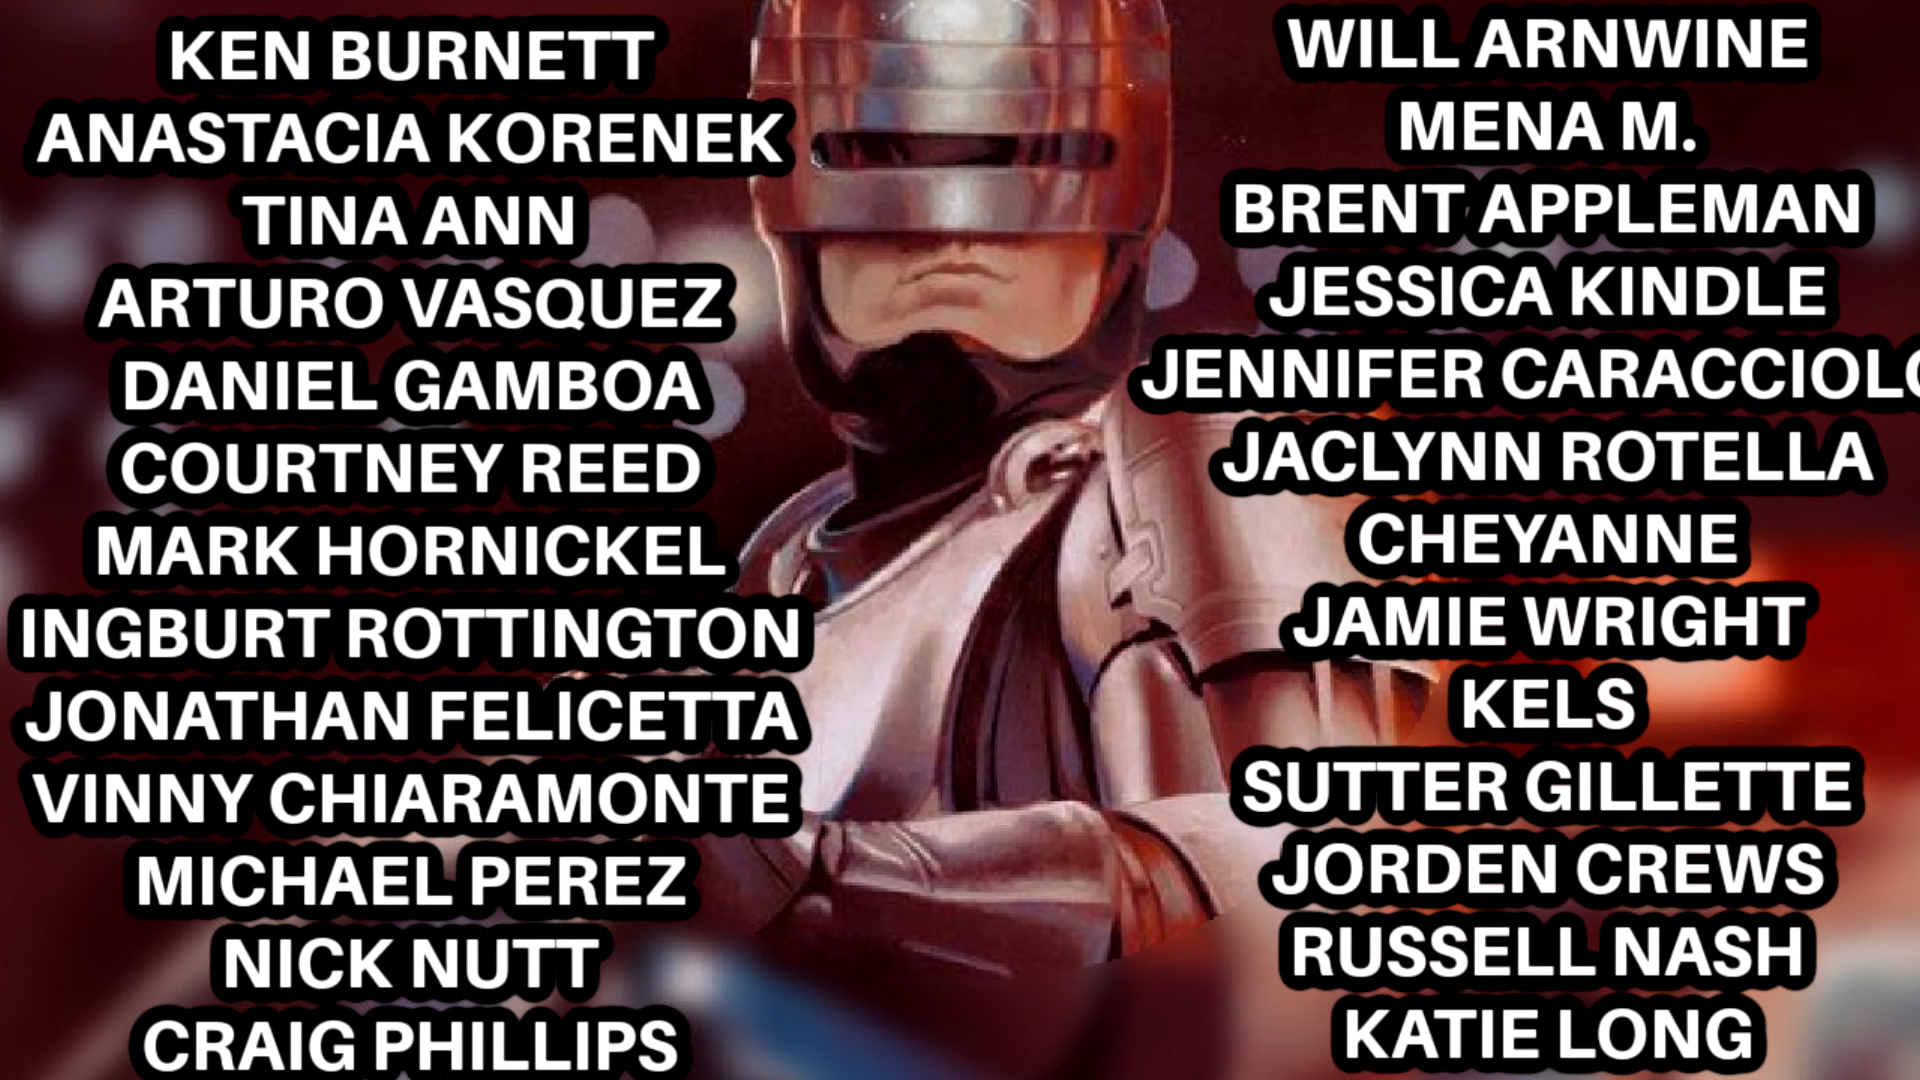 KEN BURNETT
ANASTACIA KORENEK
TINA ANN
ARTURO VASQUEZ
DANIEL GAMBOA
COURTNEY REED
MARK HORNICKEL
INGBURT ROTTINGTON
JONATHAN FELICETTA
VINNY CHIARAMONTE
MICHAEL PEREZ
NICK NUTT
CRAIG PHILLIPS
WILL ARNWINE
MENA M.
BRENT APPLEMAN
JESSICA KINDLE
JENNIFER CARACCIOLO
JACLYNN ROTELLA
CHEYANNE
JAMIE WRIGHT
KELS
SUTTER GILLETTE
JORDEN CREWS
RUSSELL NASH
KATIE LONG